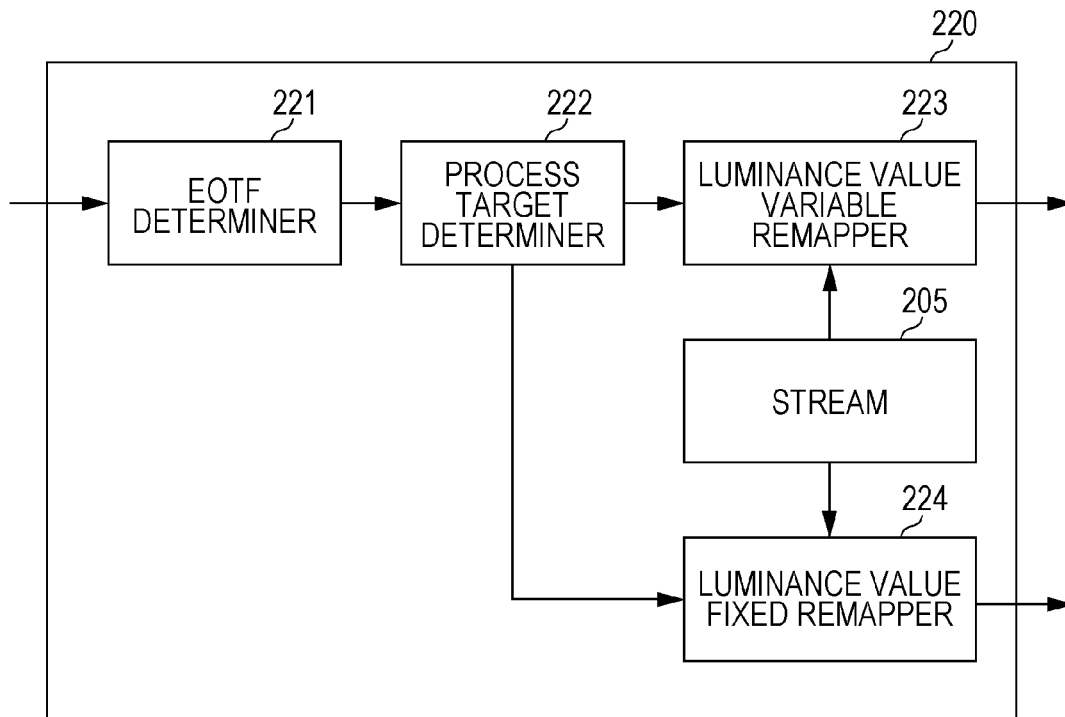 220
221
222
223
EOTF
DETERMINER
PROCESS
TARGET
DETERMINER
LUMINANCE VALUE
VARIABLE
REMAPPER
205
STREAM
224
LUMINANCE VALUE
FIXED REMAPPER